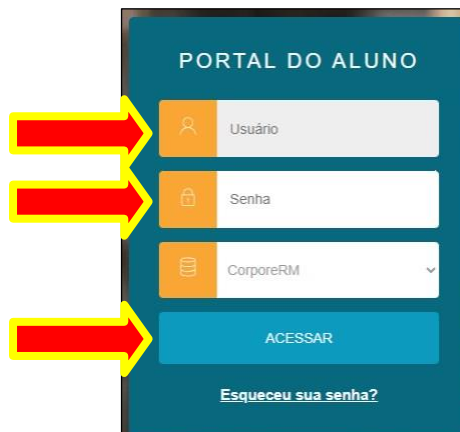 PORTAL DO ALUNO
Usuário
Senha
CorporeRM
ACESSAR
Esqueceu sua senha?